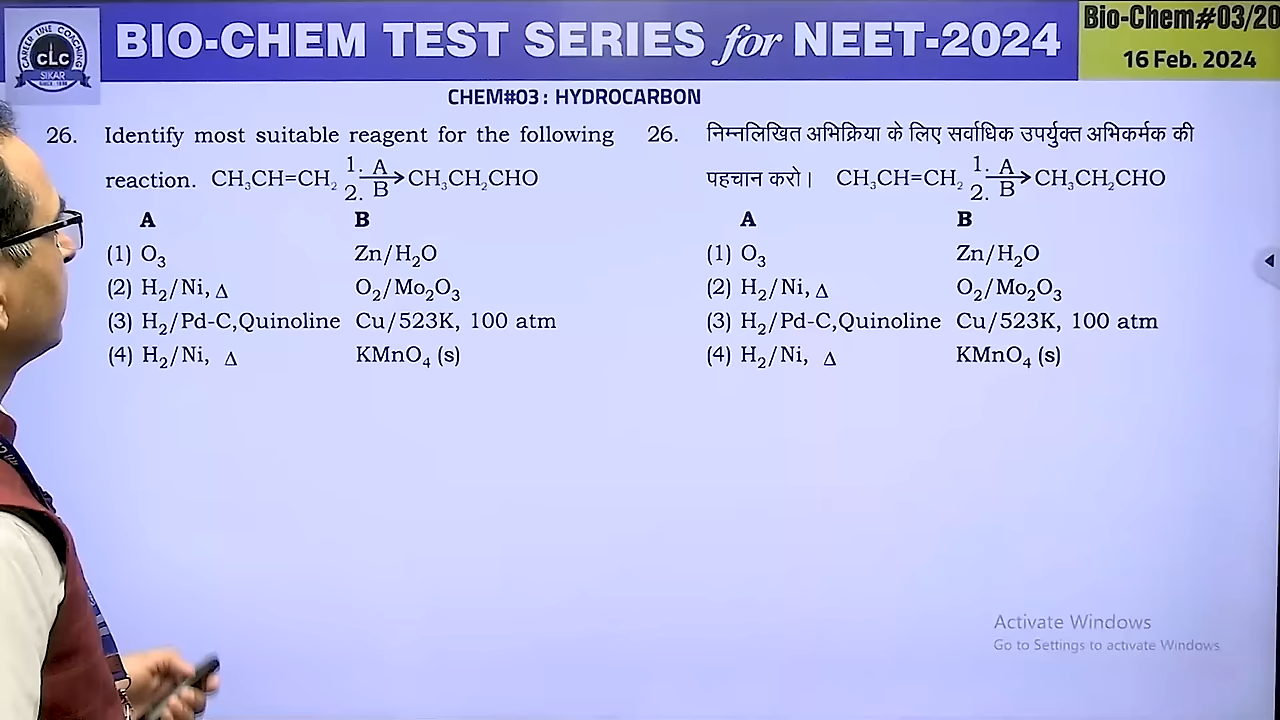 BIO-CHEM TEST SERIES for NEET-2024
Bio-Chem#03/20
16 Feb. 2024
CAREER LINE COACHING
CLC
SIKAR
CHEM#03 : HYDROCARBON
26. Identify most suitable reagent for the following
reaction. CH₃CH=CH₂ 1. A 2. B → CH₃CH₂CHO
A B
(1) O₃ Zn/H₂O
(2) H₂/Ni, Δ O₂/Mo₂O₃
(3) H₂/Pd-C,Quinoline Cu/523K, 100 atm
(4) H₂/Ni, Δ KMnO₄ (s)
26. निम्नलिखित अभिक्रिया के लिए सर्वाधिक उपर्युक्त अभिकर्मक की
पहचान करो। CH₃CH=CH₂ 1. A 2. B → CH₃CH₂CHO
A B
(1) O₃ Zn/H₂O
(2) H₂/Ni, Δ O₂/Mo₂O₃
(3) H₂/Pd-C,Quinoline Cu/523K, 100 atm
(4) H₂/Ni, Δ KMnO₄ (s)
Activate Windows
Go to Settings to activate Windows